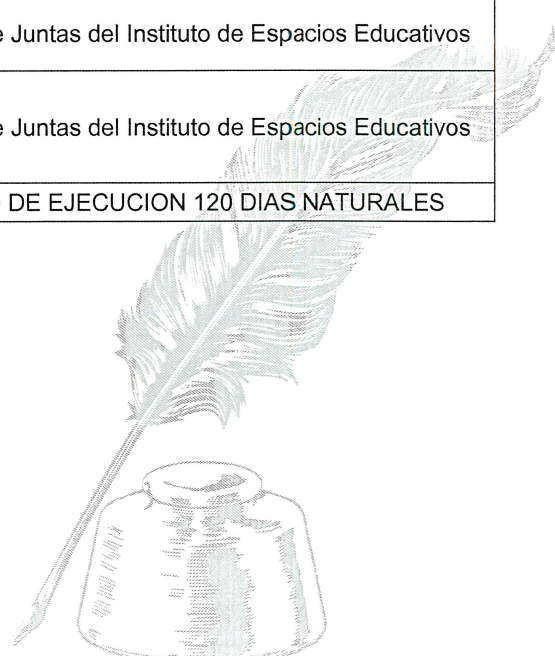 e Juntas del Instituto de Espacios Educativos
e Juntas del Instituto de Espacios Educativos
DE EJECUCION 120 DIAS NATURALES